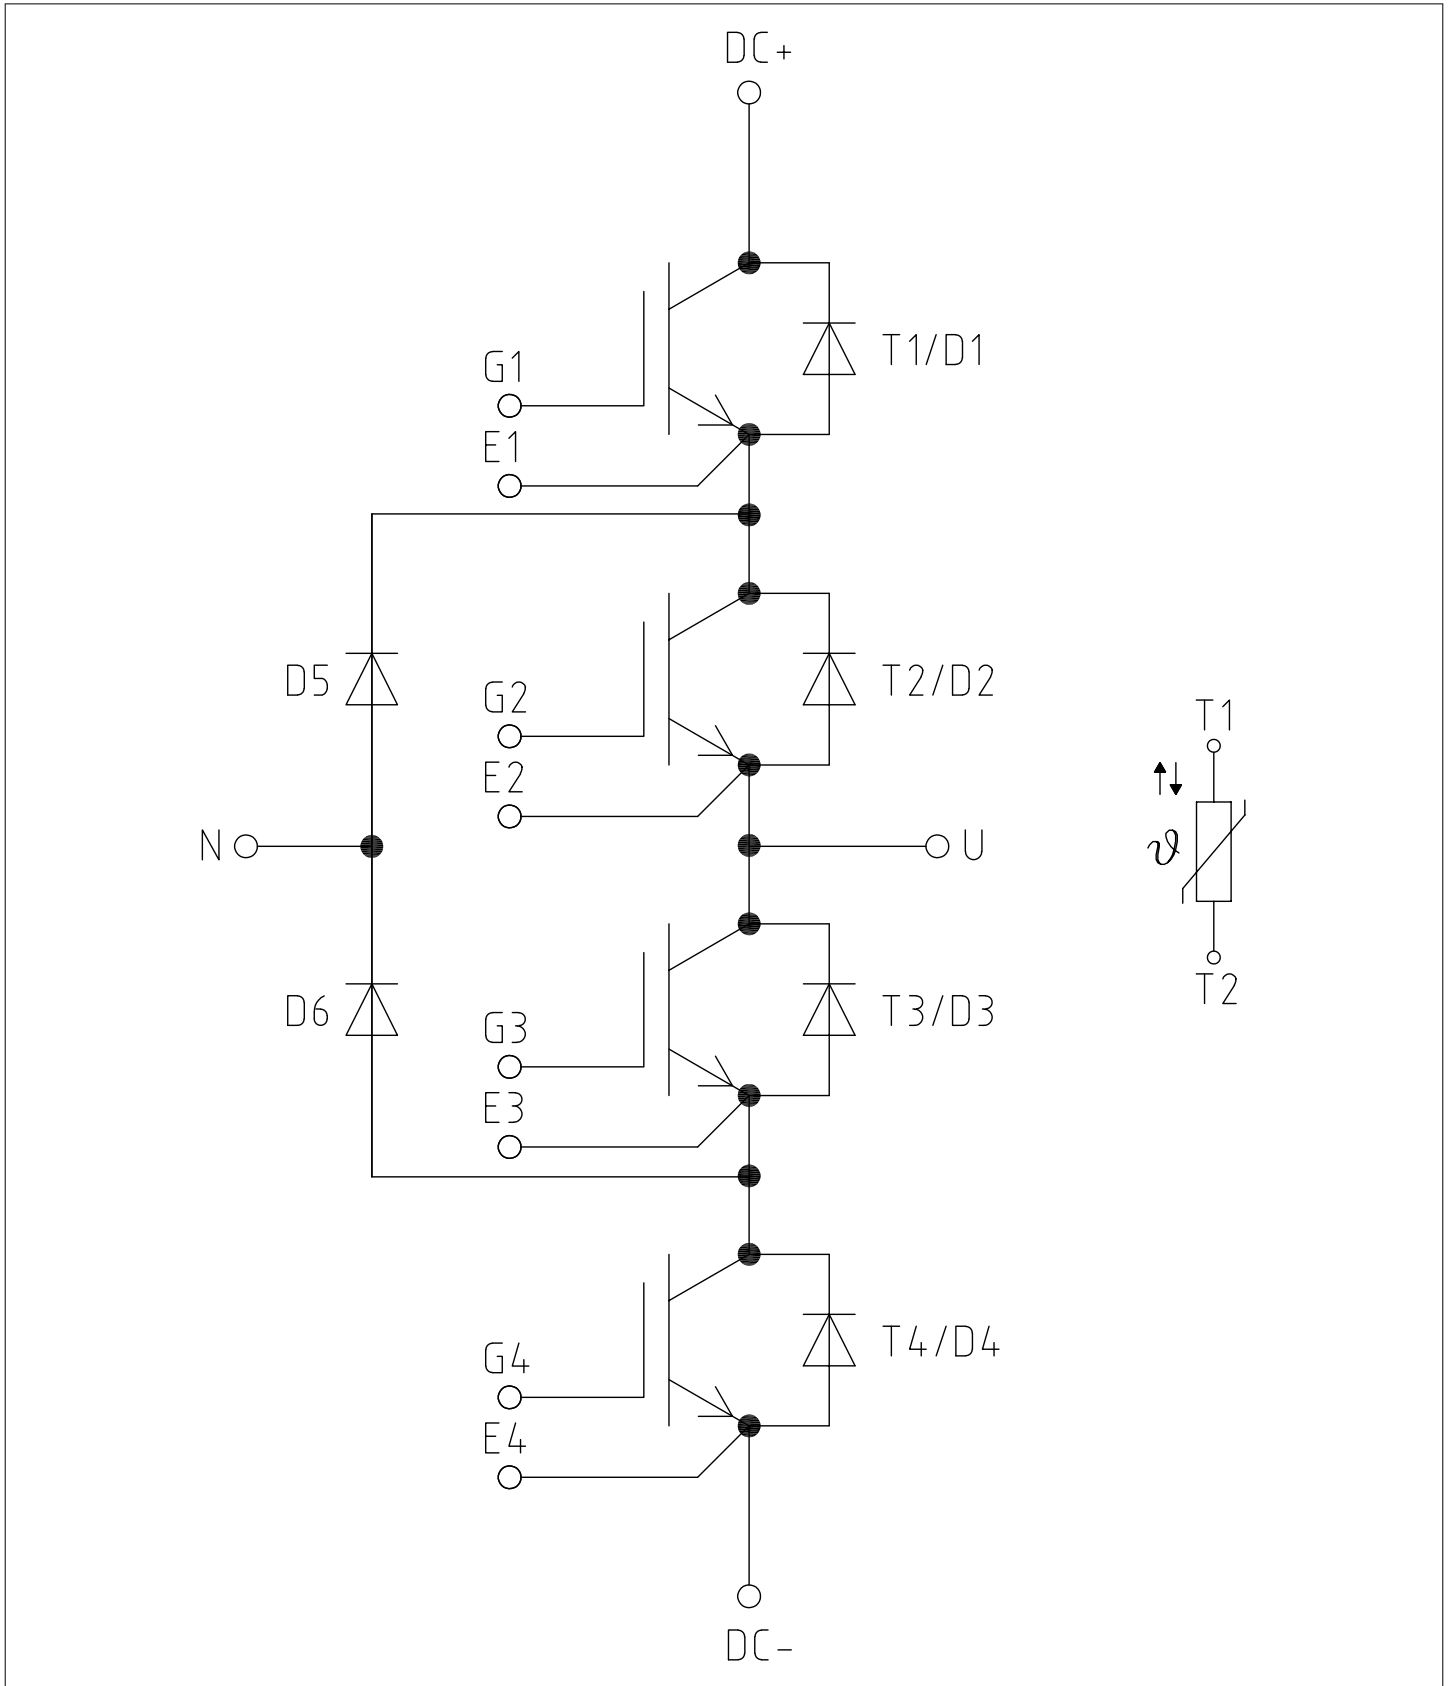 DC+
G1
T1/D1
E1
D5
G2
T2/D2
E2
T1
N
U
ϑ
D6
G3
T3/D3
T2
E3
G4
T4/D4
E4
DC-